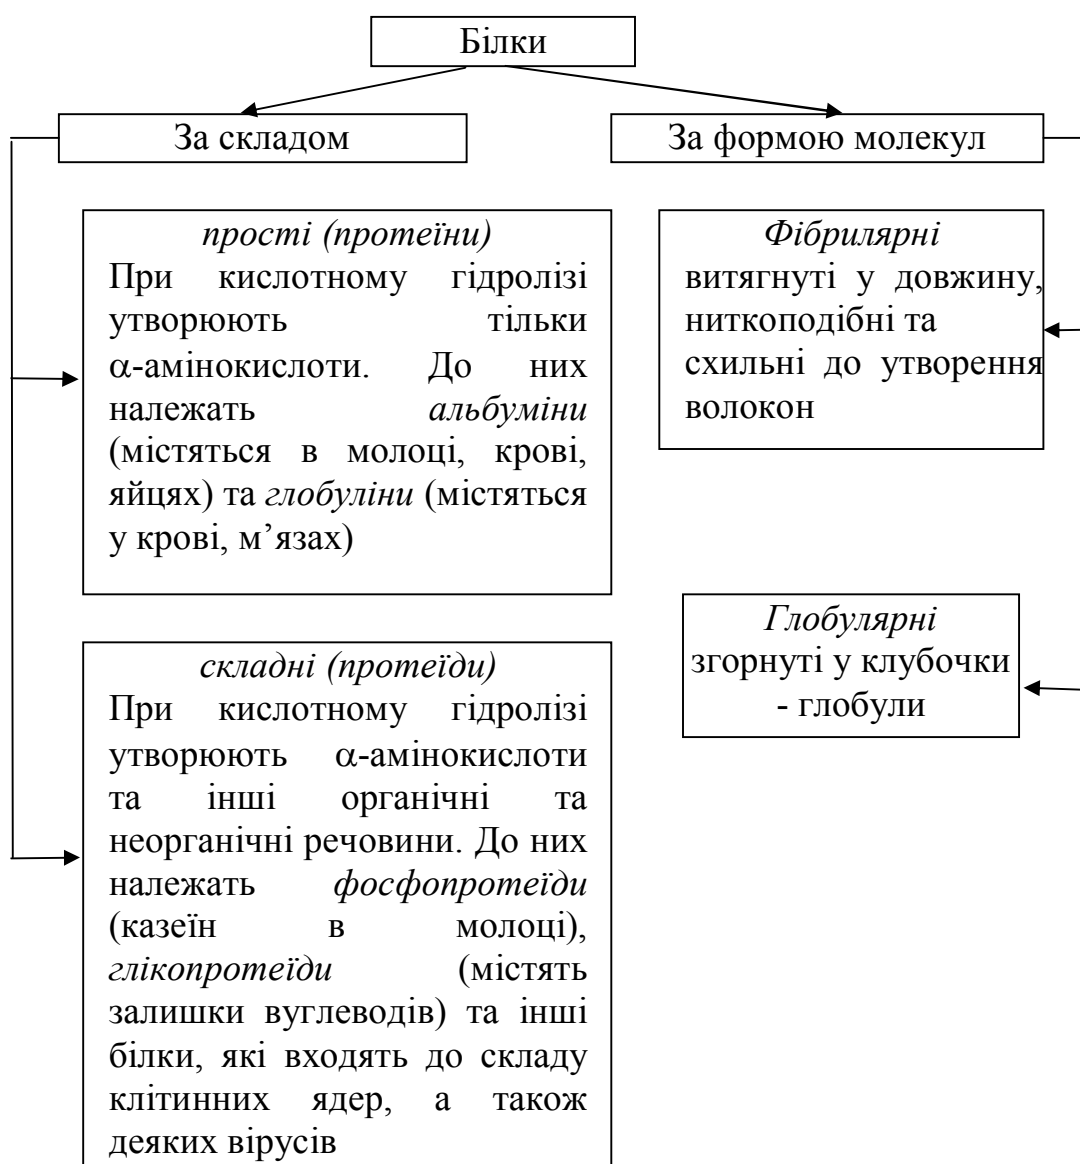 Білки
За складом
За формою молекул
прості (протеїни)
При кислотному гідролізі
утворюють тільки
α-амінокислоти. До них
належать альбуміни
(містяться в молоці, крові,
яйцях) та глобуліни (містяться
у крові, м’язах)
Фібрилярні
витягнуті у довжину,
ниткоподібні та
схильні до утворення
волокон
складні (протеїди)
При кислотному гідролізі
утворюють α-амінокислоти
та інші органічні та
неорганічні речовини. До них
належать фосфопротеїди
(казеїн в молоці),
глікопротеїди (містять
залишки вуглеводів) та інші
білки, які входять до складу
клітинних ядер, а також
деяких вірусів
Глобулярні
згорнуті у клубочки
- глобули